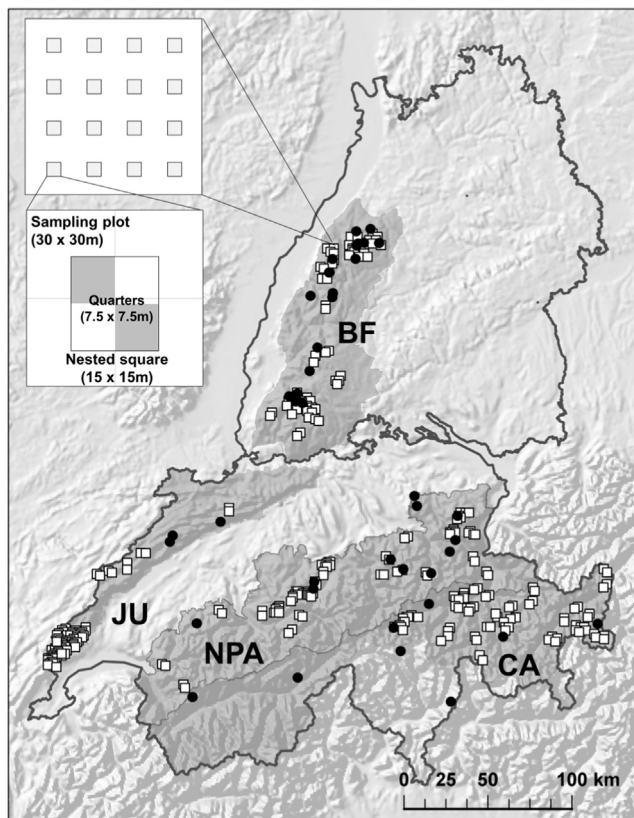 Sampling plot
(30 x 30m)
Quarters
(7.5 x 7.5m)
Nested square
(15 x 15m)
BF
JU
NPA
CA
0 25 50 100 km